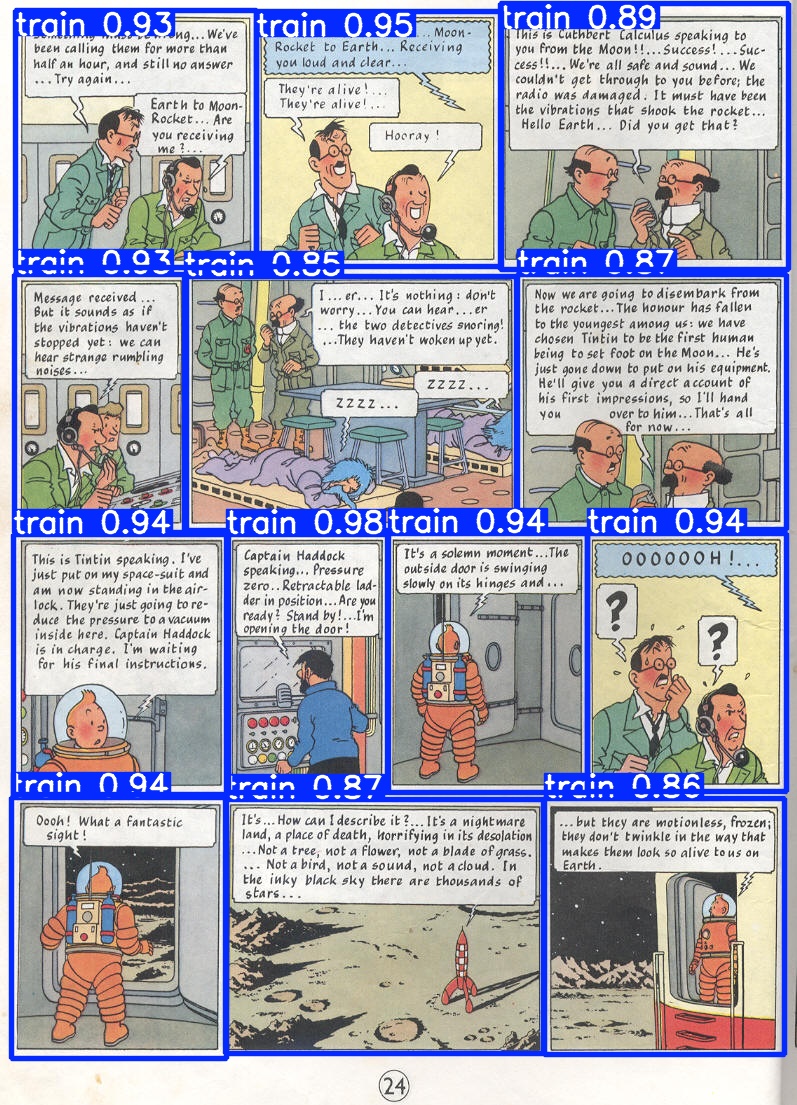 train 0.93
wrong... We've
been calling them for more than
half an hour, and still no answer
...Try again...
Earth to Moon-
Rocket... Are
you receiving
me ?...
train 0.95
... Moon-
Rocket to Earth... Receiving
you loud and clear...
They're alive!...
They're alive!...
Hooray !
train 0.89
This is Cuthbert Calculus speaking to
you from the Moon!!...Success! ...Suc-
cess!!... We're all safe and sound... We
couldn't get through to you before; the
radio was damaged. It must have been
the vibrations that shook the rocket...
Hello Earth... Did you get that?
train 0.93
Message received...
But it sounds as if
the vibrations haven't
stopped yet: we can
hear strange rumbling
noises...
train 0.85
I ...er... It's nothing: don't
worry... You can hear...er
... the two detectives snoring!
...They haven't woken up yet.
ZZZZ...
ZZZZ...
train 0.87
Now we are going to disembark from
the rocket...The honour has fallen
to the youngest among us: we have
chosen Tintin to be the first human
being to set foot on the Moon... He's
just gone down to put on his equipment.
He'll give you a direct account of
his first impressions, so I'll hand
you over to him...That's all
for now...
train 0.94
This is Tintin speaking. I've
just put on my space-suit and
am now standing in the air-
lock. They're just going to re-
duce the pressure to a vacuum
inside here. Captain Haddock
is in charge. I'm waiting
for his final instructions.
train 0.98
Captain Haddock
speaking... Pressure
zero.. Retractable lad-
der in position...Are you
ready? Stand by!...I'm
opening the door!
train 0.94
It's a solemn moment...The
outside door is swinging
slowly on its hinges and...
train 0.94
OOOOOOH!...
?
?
train 0.94
Oooh! What a fantastic
sight!
train 0.87
It's...How can I describe it?...It's a nightmare
land, a place of death, horrifying in its desolation
...Not a tree, not a flower, not a blade of grass.
... Not a bird, not a sound, not a cloud. In
the inky black sky there are thousands of
stars...
train 0.86
...but they are motionless, frozen;
they don't twinkle in the way that
makes them look so alive to us on
Earth.
24